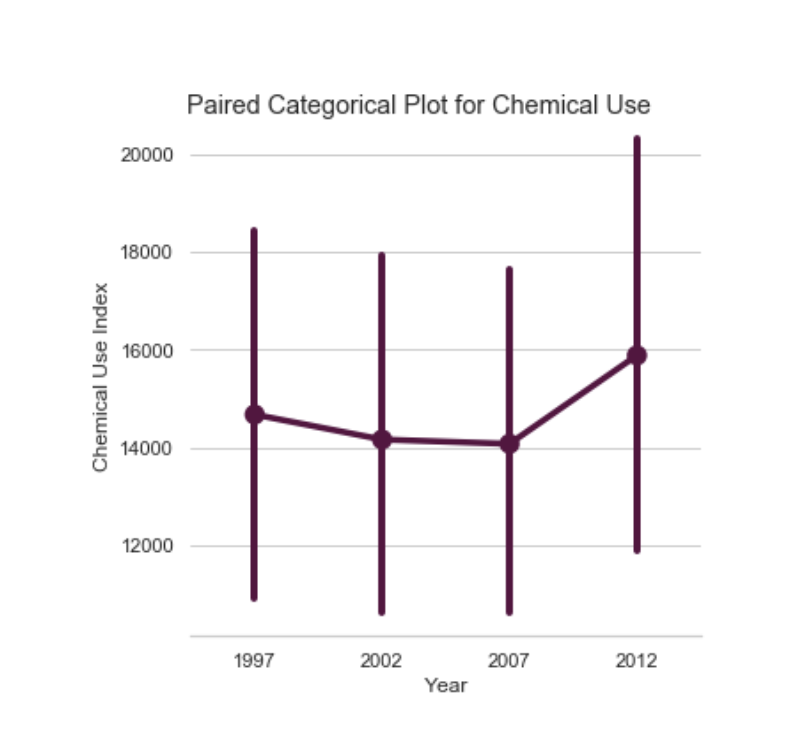 Paired Categorical Plot for Chemical Use
20000
18000
16000
14000
12000
Chemical Use Index
1997 2002 2007 2012
Year